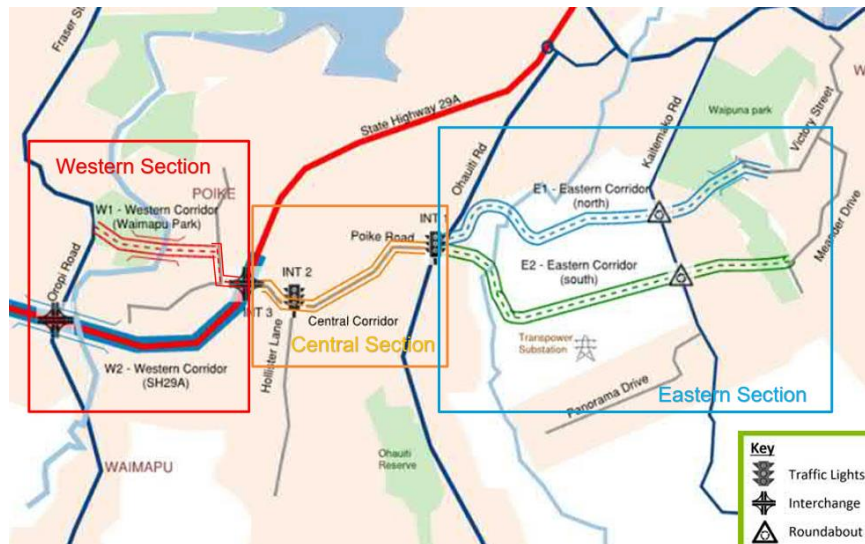 Fraser St
State Highway 29A
Ohauiti Rd
Kaitemako Rd
Waipuna park
Victory Street
W
Western Section
POIKE
W1 - Western Corridor
(Waimapu Park)
Oropi Road
Poike Road
INT 1
E1 - Eastern Corridor
(north)
INT 2
E2 - Eastern Corridor
(south)
Meander Drive
INT 3
Hollister Lane
Central Corridor
Central Section
W2 - Western Corridor
(SH29A)
Transpower
Substation
Panorama Drive
Eastern Section
WAIMAPU
Ohauiti
Reserve
Key
Traffic Lights
Interchange
Roundabout